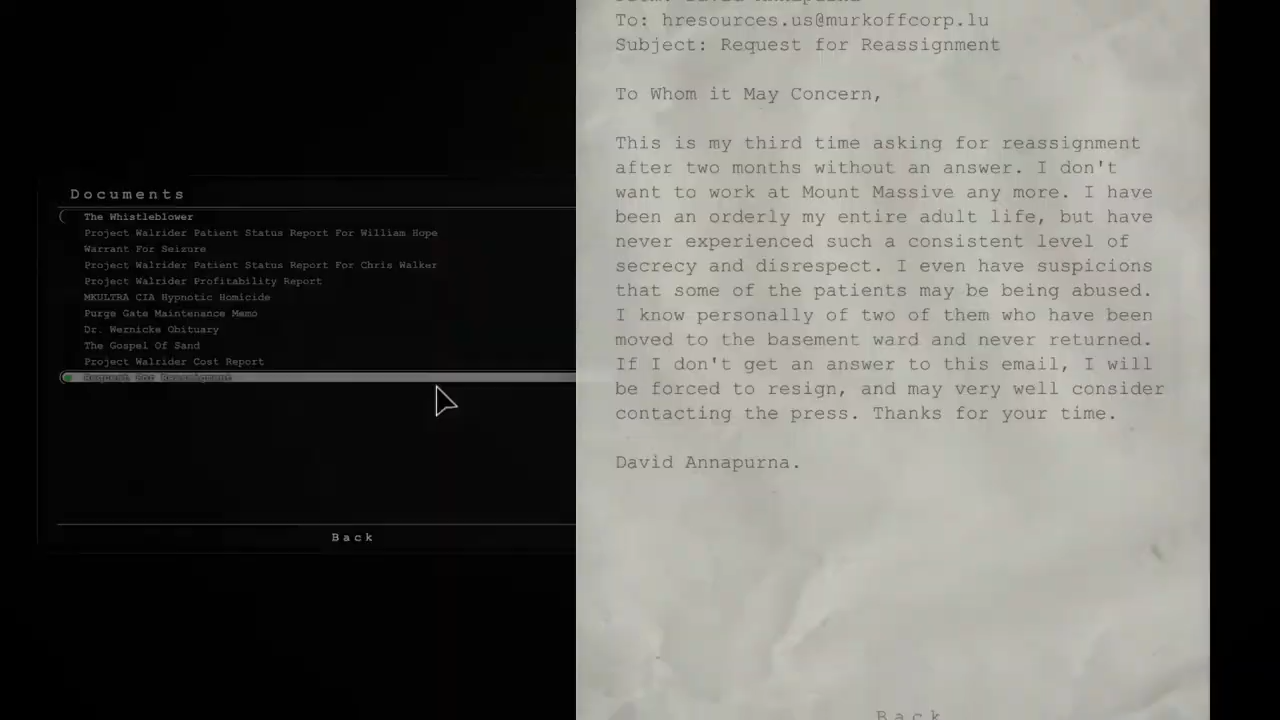 Documents
The Whistleblower
Project Walrider Patient Status Report For William Hope
Warrant For Seizure
Project Walrider Patient Status Report For Chris Walker
Project Walrider Profitability Report
MKULTRA CIA Hypnotic Homicide
Purge Gate Maintenance Memo
Dr. Wernicke Obituary
The Gospel Of Sand
Project Walrider Cost Report
Request For
Back
To: hresources.us@murkoffcorp.lu
Subject: Request for Reassignment
To Whom it May Concern,
This is my third time asking for reassignment
after two months without an answer. I don't
want to work at Mount Massive any more. I have
been an orderly my entire adult life, but have
never experienced such a consistent level of
secrecy and disrespect. I even have suspicions
that some of the patients may be being abused.
I know personally of two of them who have been
moved to the basement ward and never returned.
If I don't get an answer to this email, I will
be forced to resign, and may very well consider
contacting the press. Thanks for your time.
David Annapurna.
Back